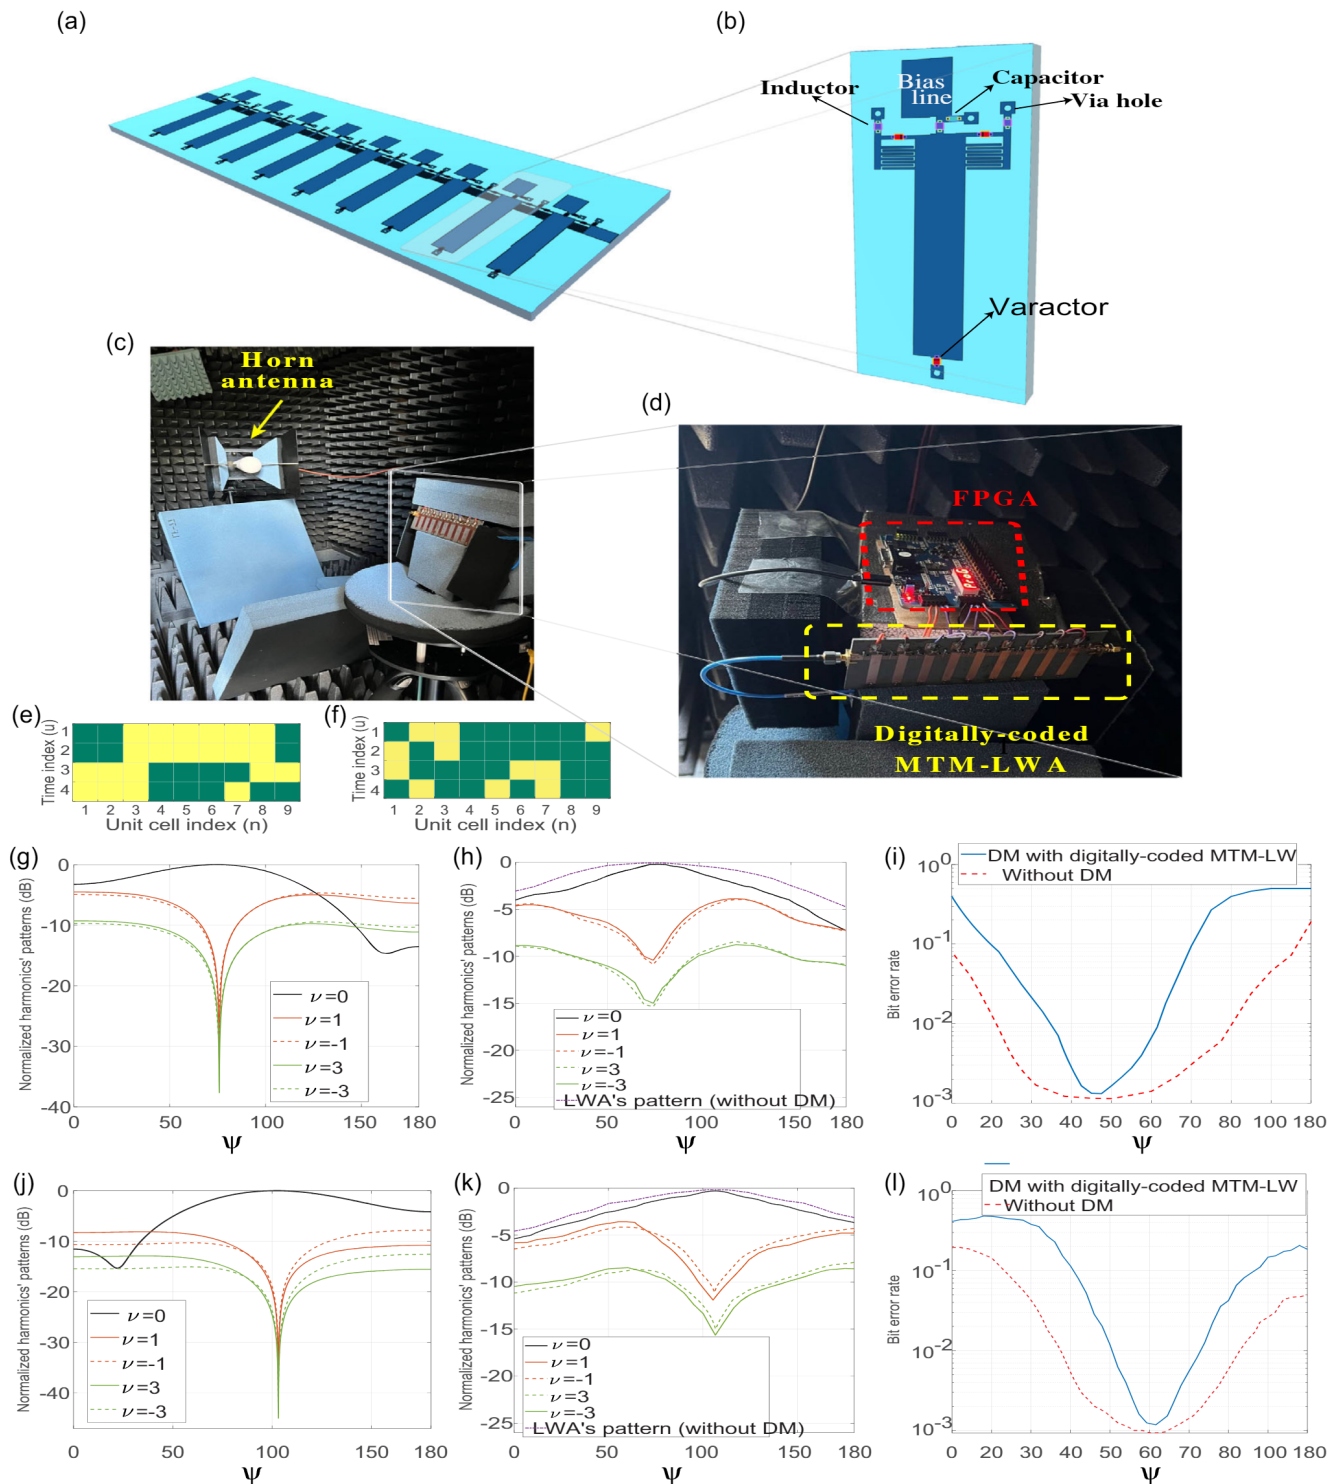 (a)
(b)
Bias
line
Capacitor
Inductor
Via hole
Varactor
(c)
Horn
antenna
(d)
FPGA
Digitally-coded
MTM-LWA
(e)
Time index (u)
1
2
3
4
1 2 3 4 5 6 7 8 9
Unit cell index (n)
(f)
Time index (u)
1
2
3
4
1 2 3 4 5 6 7 8 9
Unit cell index (n)
(g)
Normalized harmonics' patterns (dB)
0
-10
-20
-30
-40
0 50 100 150 180
ψ
ν=0
ν=1
ν=-1
ν=3
ν=-3
(h)
Normalized harmonics' patterns (dB)
0
-5
-10
-15
-20
-25
0 50 100 150 180
ψ
ν=0
ν=1
ν=-1
ν=3
ν=-3
LWA's pattern (without DM)
(i)
Bit error rate
10⁰
10⁻¹
10⁻²
10⁻³
0 20 30 40 60 70 80 100 180
ψ
DM with digitally-coded MTM-LW
Without DM
(j)
Normalized harmonics' patterns (dB)
0
-10
-20
-30
-40
0 50 100 150 180
ψ
ν=0
ν=1
ν=-1
ν=3
ν=-3
(k)
Normalized harmonics' patterns (dB)
0
-5
-10
-15
-20
-25
0 50 100 150 180
ψ
ν=0
ν=1
ν=-1
ν=3
ν=-3
LWA's pattern (without DM)
(l)
Bit error rate
10⁰
10⁻¹
10⁻²
10⁻³
0 20 30 40 60 70 80 100 180
ψ
DM with digitally-coded MTM-LW
Without DM